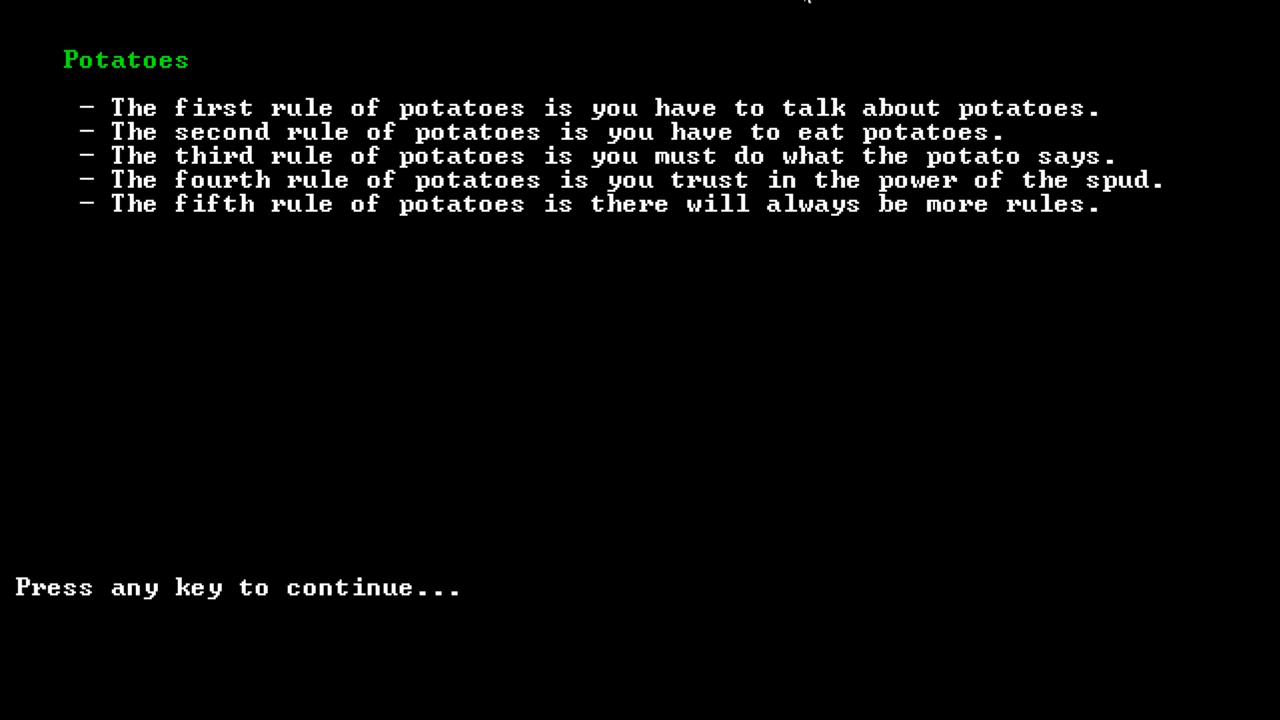 Potatoes
- The first rule of potatoes is you have to talk about potatoes.
- The second rule of potatoes is you have to eat potatoes.
- The third rule of potatoes is you must do what the potato says.
- The fourth rule of potatoes is you trust in the power of the spud.
- The fifth rule of potatoes is there will always be more rules.
Press any key to continue...